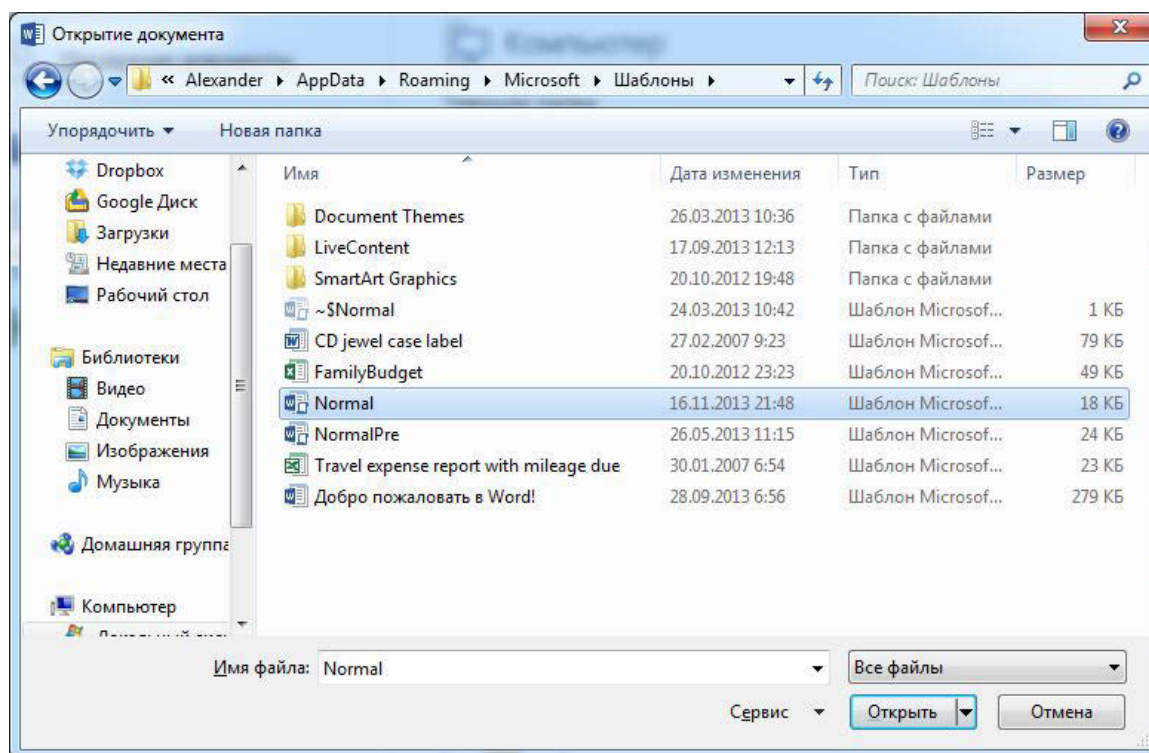 Открытие документа
Компьютер
« Alexander ▸ AppData ▸ Roaming ▸ Microsoft ▸ Шаблоны ▸ Поиск: Шаблоны
Упорядочить Новая папка
Dropbox
Google Диск
Загрузки
Недавние места
Рабочий стол
Библиотеки
Видео
Документы
Изображения
Музыка
Домашняя группа
Компьютер
Имя Дата изменения Тип Размер
Document Themes 26.03.2013 10:36 Папка с файлами
LiveContent 17.09.2013 12:13 Папка с файлами
SmartArt Graphics 20.10.2012 19:48 Папка с файлами
~$Normal 24.03.2013 10:42 Шаблон Microsof... 1 КБ
CD jewel case label 27.02.2007 9:23 Шаблон Microsof... 79 КБ
FamilyBudget 20.10.2012 23:23 Шаблон Microsof... 49 КБ
Normal 16.11.2013 21:48 Шаблон Microsof... 18 КБ
NormalPre 26.05.2013 11:15 Шаблон Microsof... 24 КБ
Travel expense report with mileage due 30.01.2007 6:54 Шаблон Microsof... 23 КБ
Добро пожаловать в Word! 28.09.2013 6:56 Шаблон Microsof... 279 КБ
Имя файла: Normal Все файлы
Сервис Открыть Отмена